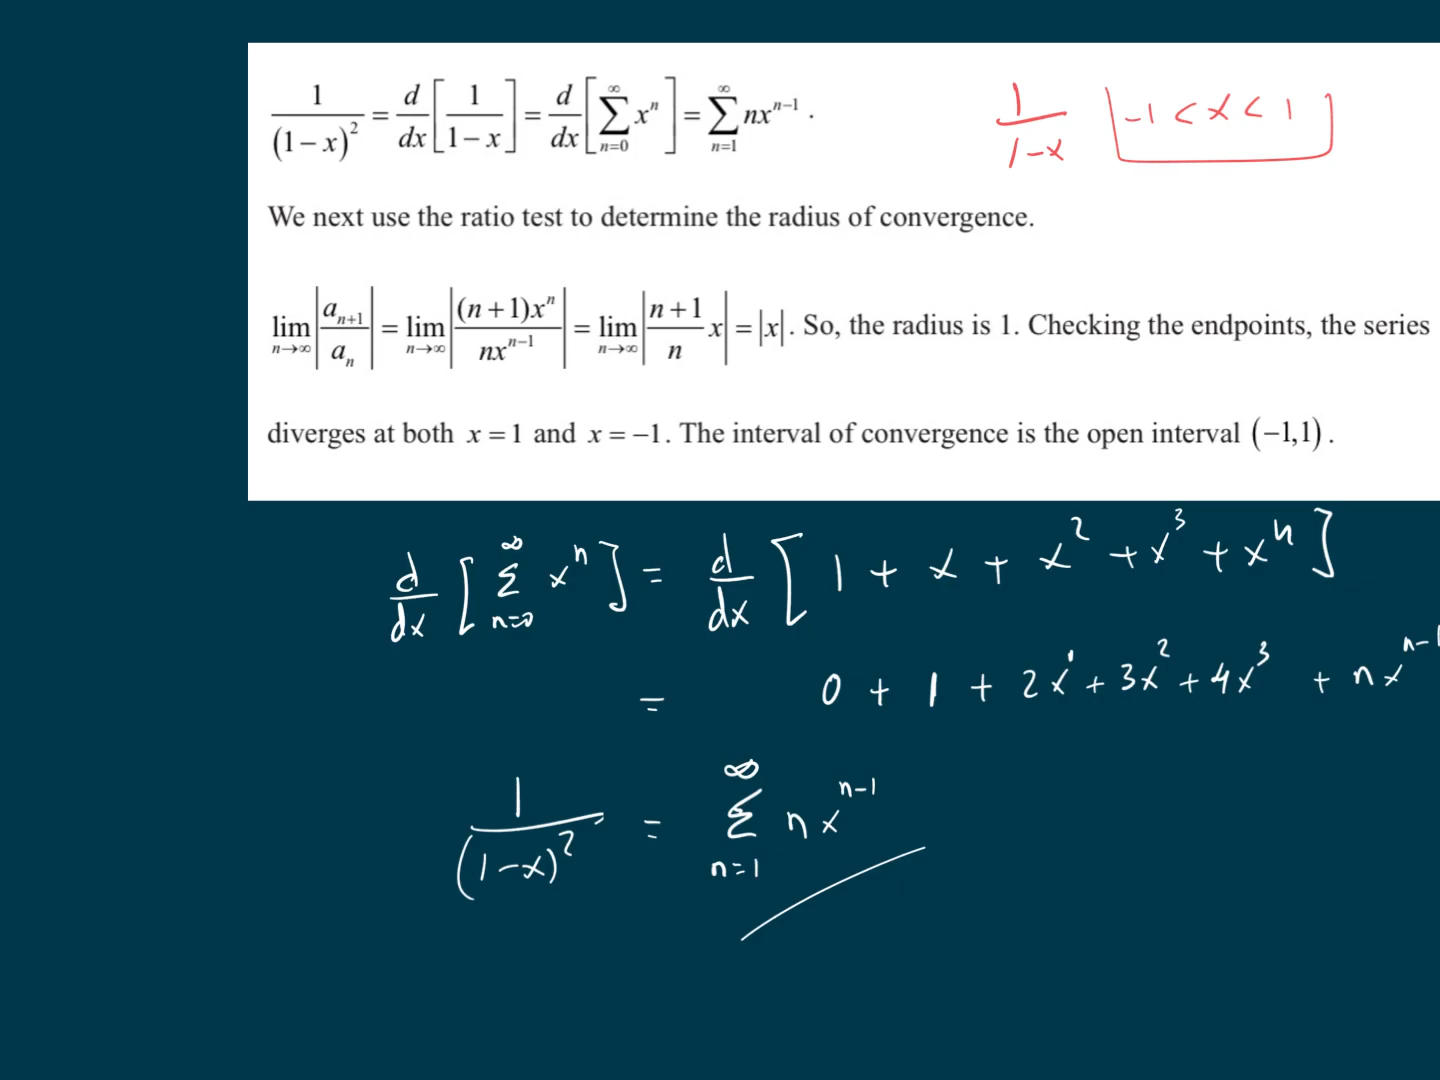 1/(1−x)² = d/dx[1/(1−x)] = d/dx[∑_{n=0}^{∞} xⁿ] = ∑_{n=1}^{∞} nxⁿ⁻¹ .
1/(1-x) -1 < x < 1
We next use the ratio test to determine the radius of convergence.
lim_{n→∞} |a_{n+1}/a_n| = lim_{n→∞} |(n+1)xⁿ/nxⁿ⁻¹| = lim_{n→∞} |(n+1)/n x| = |x|. So, the radius is 1. Checking the endpoints, the series
diverges at both x = 1 and x = −1. The interval of convergence is the open interval (−1,1).
d/dx [∑_{n=0}^{∞} xⁿ] = d/dx [1 + x + x² + x³ + xⁿ]
= 0 + 1 + 2x¹ + 3x² + 4x³ + nxⁿ⁻¹
1/(1-x)² = ∑_{n=1}^{∞} nxⁿ⁻¹